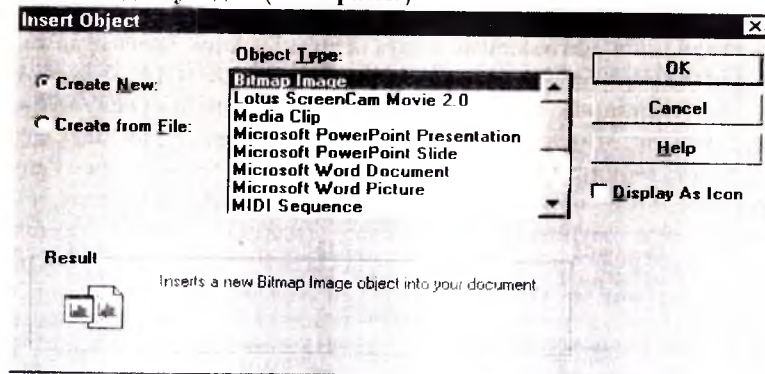 Insert Object
Object Type:
Create New:
Create from File:
Bitmap Image
Lotus ScreenCam Movie 2.0
Media Clip
Microsoft PowerPoint Presentation
Microsoft PowerPoint Slide
Microsoft Word Document
Microsoft Word Picture
MIDI Sequence
OK
Cancel
Help
Display As Icon
Result
Inserts a new Bitmap Image object into your document